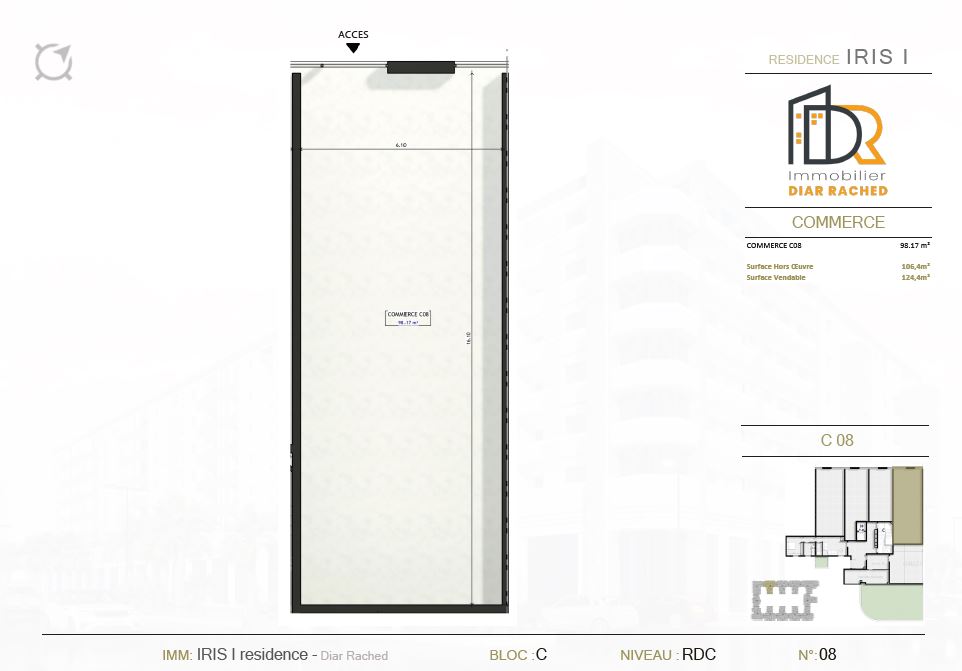 ACCES
RESIDENCE IRIS I
DR
Immobilier
DIAR RACHED
COMMERCE
COMMERCE C08 98.17 m²
Surface Hors Œuvre 106,4m²
Surface Vendable 124,4m²
6.10
COMMERCE C08
98.17 m²
16.10
C 08
IMM: IRIS I residence - Diar Rached BLOC : C NIVEAU : RDC N°: 08